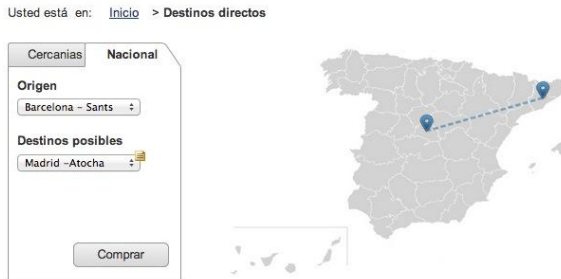 Usted está en: Inicio > Destinos directos
Cercanias Nacional
Origen
Barcelona - Sants
Destinos posibles
Madrid -Atocha
Comprar